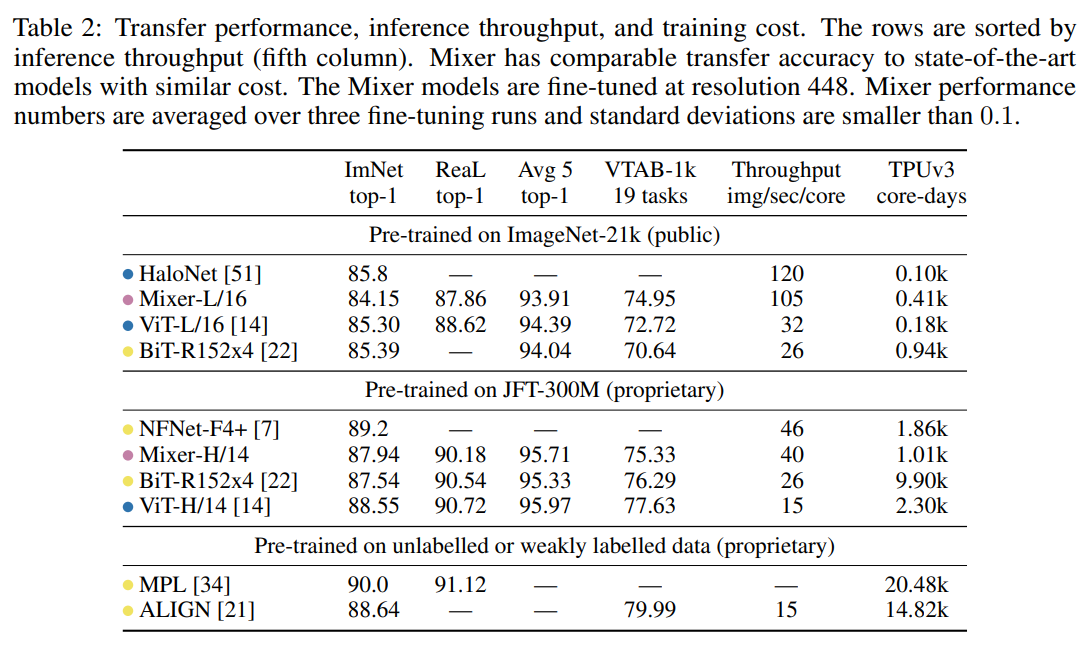 Table 2: Transfer performance, inference throughput, and training cost. The rows are sorted by
inference throughput (fifth column). Mixer has comparable transfer accuracy to state-of-the-art
models with similar cost. The Mixer models are fine-tuned at resolution 448. Mixer performance
numbers are averaged over three fine-tuning runs and standard deviations are smaller than 0.1.
ImNet ReaL Avg 5 VTAB-1k Throughput TPUv3
top-1 top-1 top-1 19 tasks img/sec/core core-days
Pre-trained on ImageNet-21k (public)
HaloNet [51] 85.8 — — — 120 0.10k
Mixer-L/16 84.15 87.86 93.91 74.95 105 0.41k
ViT-L/16 [14] 85.30 88.62 94.39 72.72 32 0.18k
BiT-R152x4 [22] 85.39 — 94.04 70.64 26 0.94k
Pre-trained on JFT-300M (proprietary)
NFNet-F4+ [7] 89.2 — — — 46 1.86k
Mixer-H/14 87.94 90.18 95.71 75.33 40 1.01k
BiT-R152x4 [22] 87.54 90.54 95.33 76.29 26 9.90k
ViT-H/14 [14] 88.55 90.72 95.97 77.63 15 2.30k
Pre-trained on unlabelled or weakly labelled data (proprietary)
MPL [34] 90.0 91.12 — — — 20.48k
ALIGN [21] 88.64 — — 79.99 15 14.82k